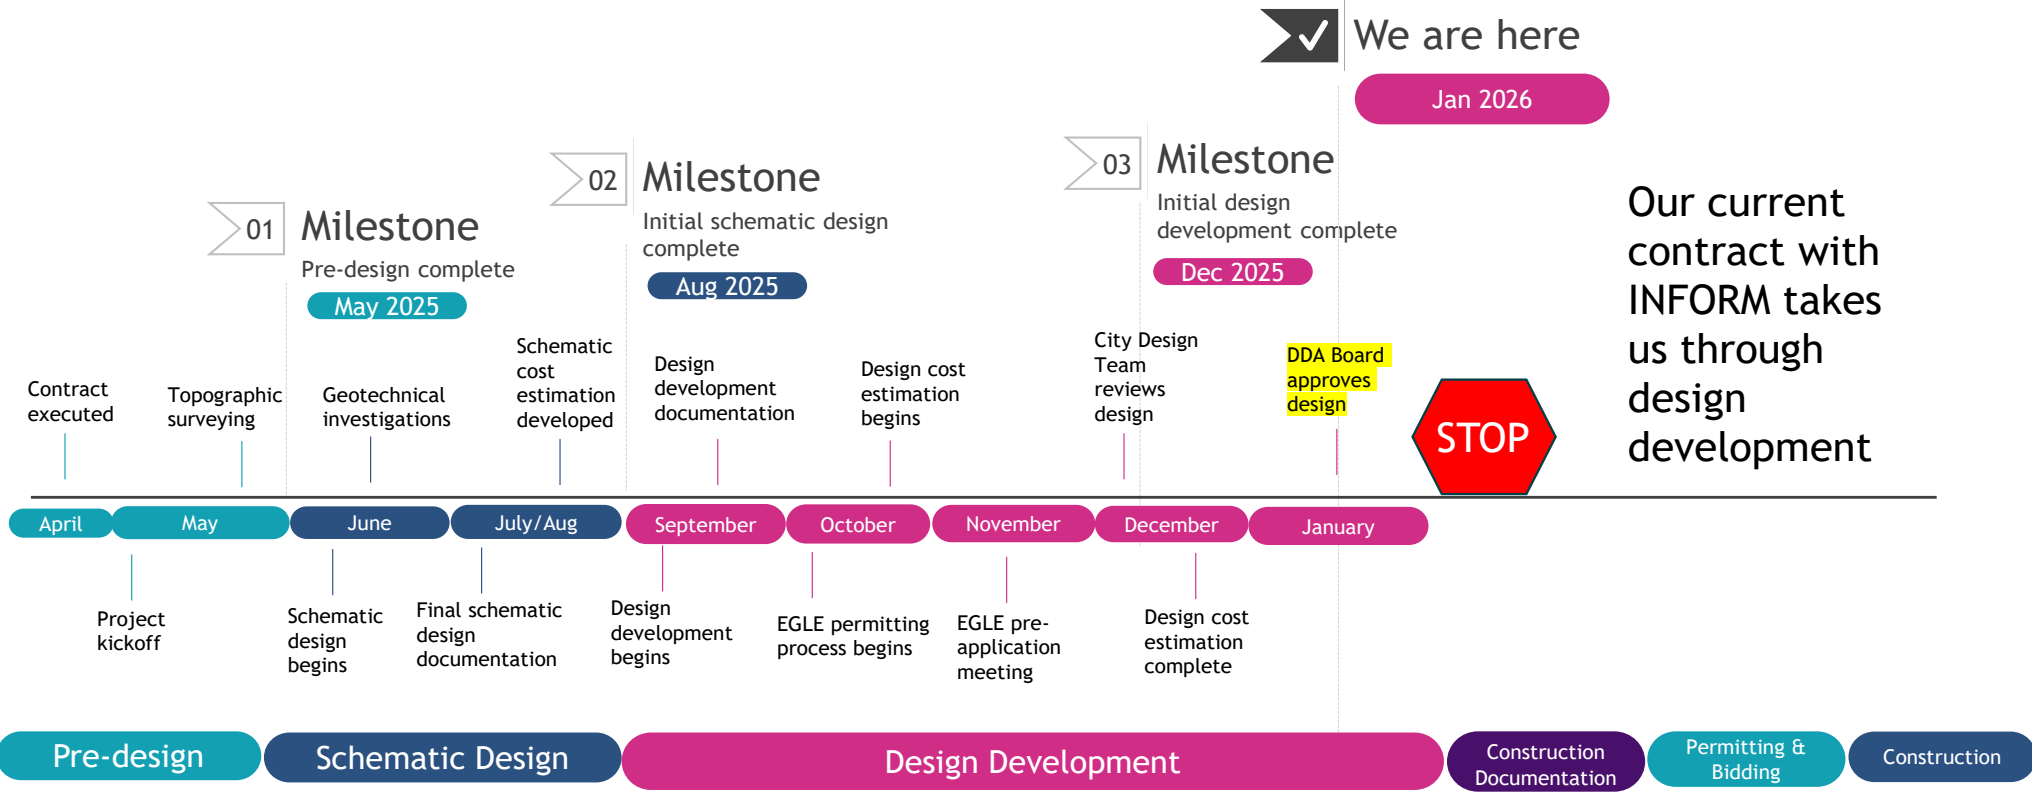 We are here
Jan 2026
01
Milestone
Pre-design complete
May 2025
02
Milestone
Initial schematic design
complete
Aug 2025
03
Milestone
Initial design
development complete
Dec 2025
Our current
contract with
INFORM takes
us through
design
development
Contract
executed
Topographic
surveying
Geotechnical
investigations
Schematic
cost
estimation
developed
Design
development
documentation
Design cost
estimation
begins
City Design
Team
reviews
design
DDA Board
approves
design
STOP
April
May
June
July/Aug
September
October
November
December
January
Project
kickoff
Schematic
design
begins
Final schematic
design
documentation
Design
development
begins
EGLE permitting
process begins
EGLE pre-
application
meeting
Design cost
estimation
complete
Pre-design
Schematic Design
Design Development
Construction
Documentation
Permitting &
Bidding
Construction